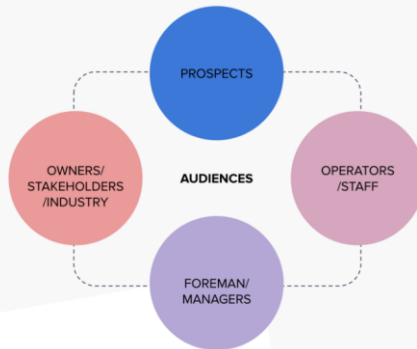 PROSPECTS
OWNERS/
STAKEHOLDERS
/INDUSTRY
AUDIENCES
OPERATORS
/STAFF
FOREMAN/
MANAGERS